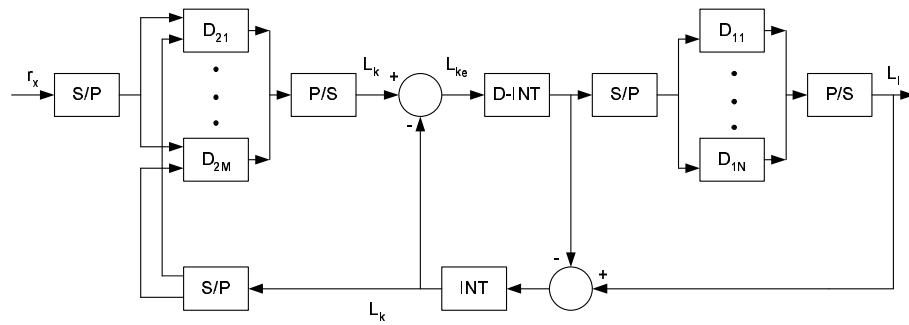 D21
D11
rx
S/P
Lk
+
Lke
P/S
-
D-INT
S/P
P/S
Ll
D2M
D1N
-
+
S/P
Lk
INT